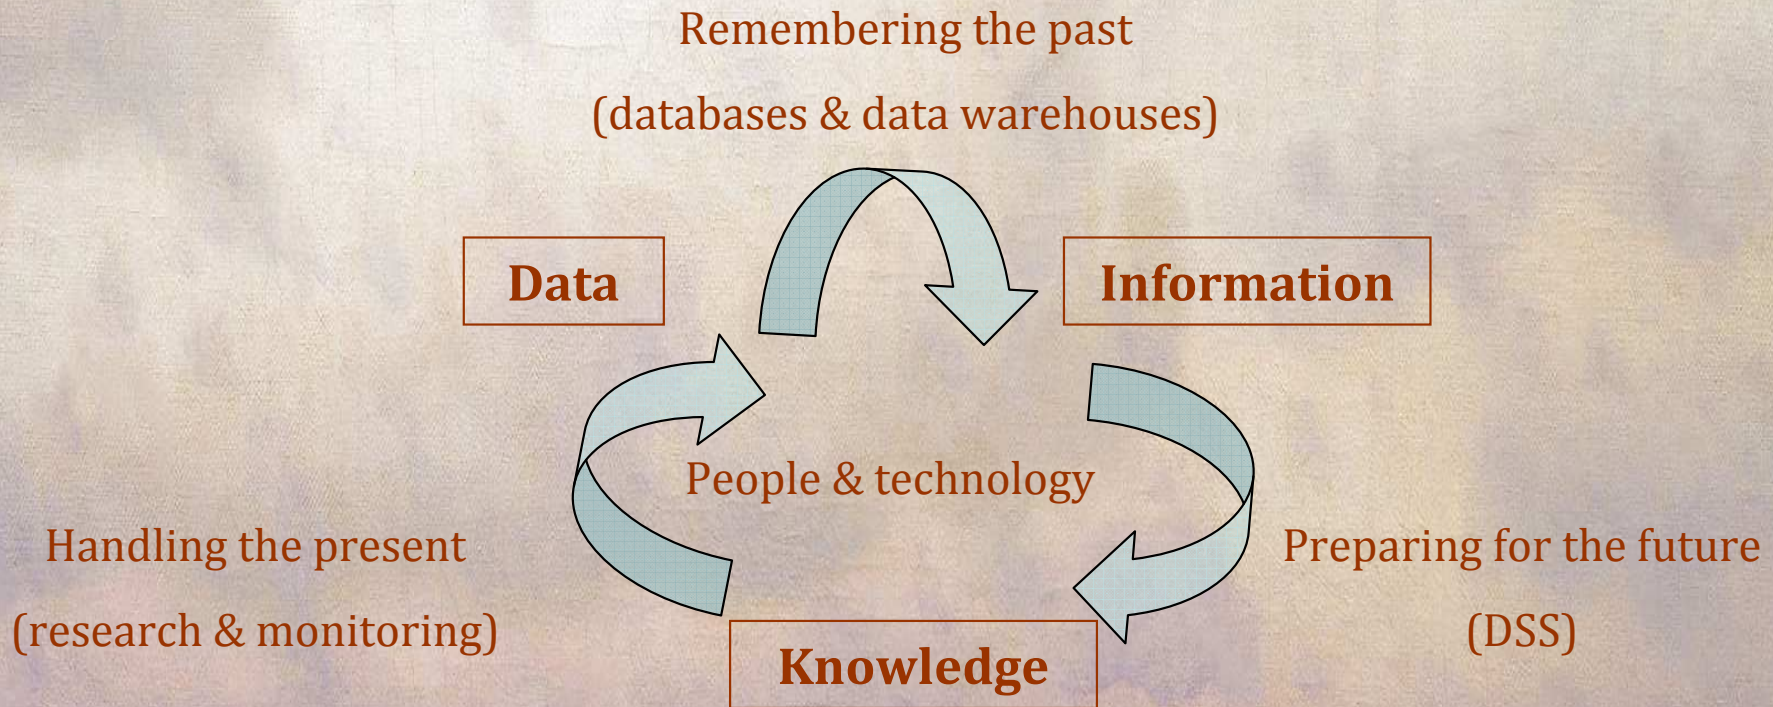 Remembering the past
(databases & data warehouses)
Data
Information
People & technology
Handling the present
(research & monitoring)
Preparing for the future
(DSS)
Knowledge